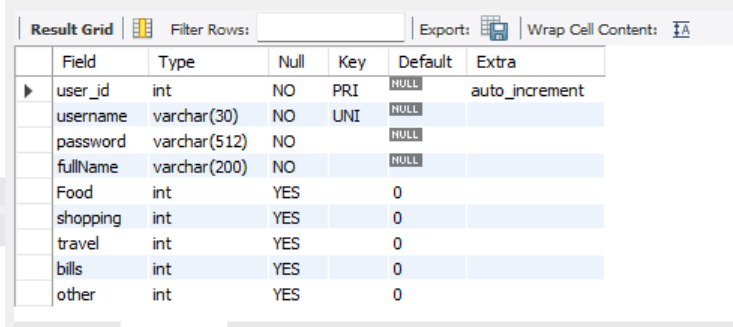 Result Grid Filter Rows: Export: Wrap Cell Content: IA
Field Type Null Key Default Extra
user_id int NO PRI NULL auto_increment
username varchar(30) NO UNI NULL
password varchar(512) NO NULL
fullName varchar(200) NO NULL
Food int YES 0
shopping int YES 0
travel int YES 0
bills int YES 0
other int YES 0